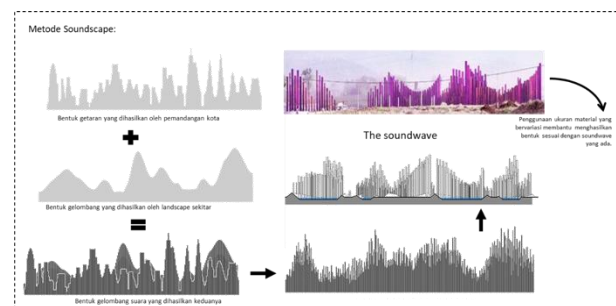 Metode Soundscape:
Bentuk getaran yang dihasilkan oleh pemandangan kota
Bentuk gelombang yang dihasilkan oleh landscape sekitar
Bentuk gelombang suara yang dihasilkan keduanya
The soundwave
Penggunaan ukuran material yang
bervariasi membantu menghasilkan
bentuk sesuai dengan soundwave
yang ada.